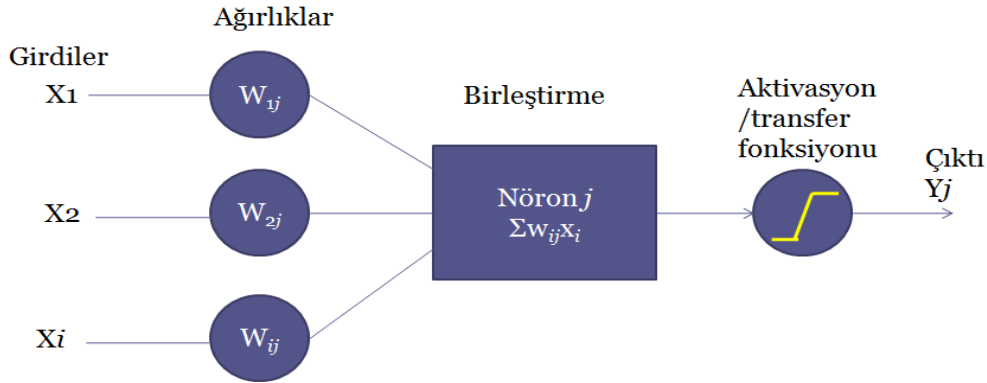 Ağırlıklar
Girdiler
X1
W1j
X2
W2j
Xi
Wij
Birleştirme
Nöron j
Σwijxi
Aktivasyon
/transfer
fonksiyonu
Çıktı
Yj